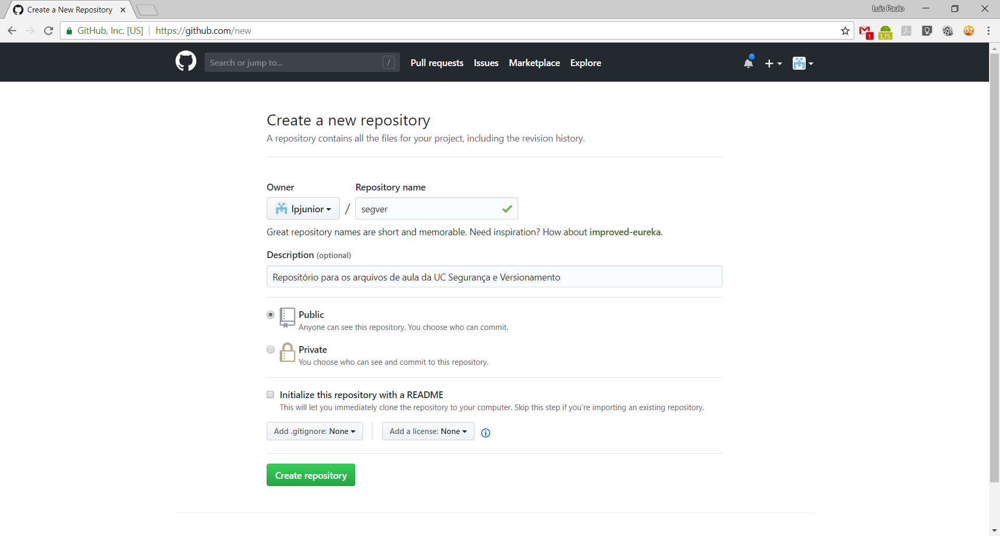 Create a New Repository
Luis Paulo
GitHub, Inc. [US]
https://github.com/new
1
3,75
Search or jump to...
/
Pull requests
Issues
Marketplace
Explore
Create a new repository
A repository contains all the files for your project, including the revision history.
Owner
Repository name
lpjunior
/
segver
Great repository names are short and memorable. Need inspiration? How about improved-eureka.
Description (optional)
Repositório para os arquivos de aula da UC Segurança e Versionamento
Public
Anyone can see this repository. You choose who can commit.
Private
You choose who can see and commit to this repository.
Initialize this repository with a README
This will let you immediately clone the repository to your computer. Skip this step if you’re importing an existing repository.
Add .gitignore: None
Add a license: None
Create repository